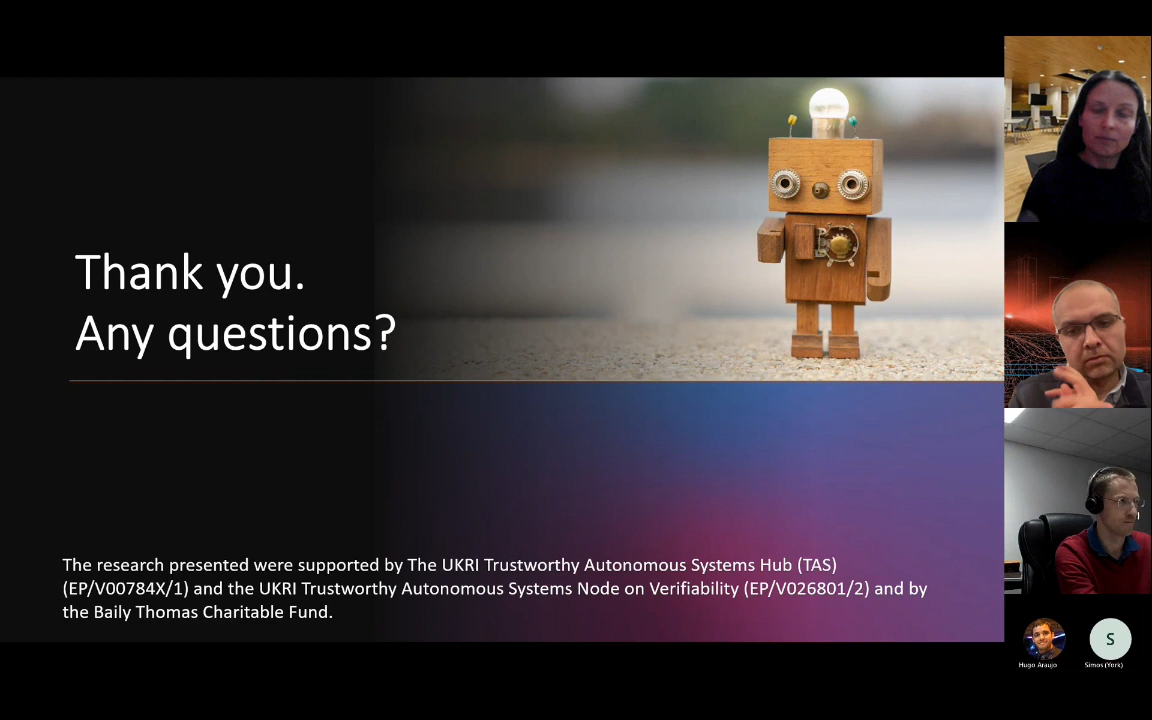 Thank you.
Any questions?
The research presented were supported by The UKRI Trustworthy Autonomous Systems Hub (TAS)
(EP/V00784X/1) and the UKRI Trustworthy Autonomous Systems Node on Verifiability (EP/V026801/2) and by
the Baily Thomas Charitable Fund.
S
Hugo Araujo
Simos (York)